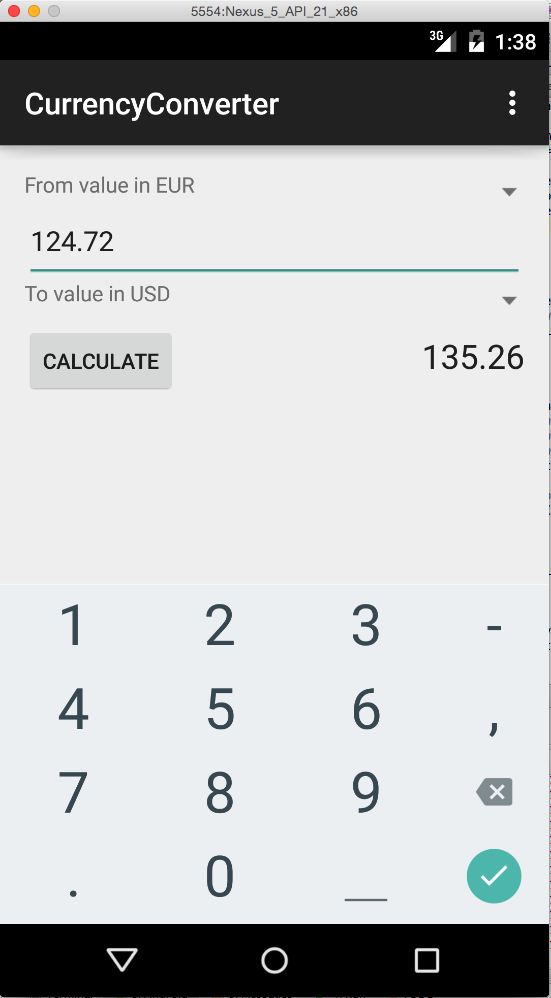 5554:Nexus_5_API_21_x86
3G 1:38
CurrencyConverter
From value in EUR
124.72
To value in USD
CALCULATE 135.26
1 2 3 -
4 5 6 ,
7 8 9
. 0 _